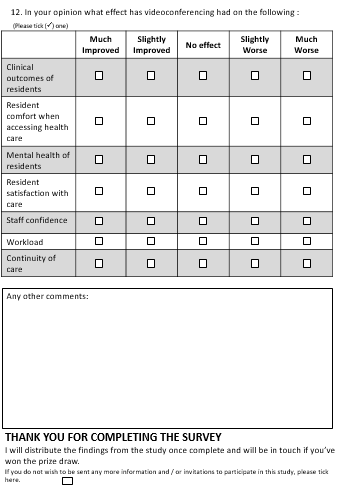 12. In your opinion what effect has videoconferencing had on the following :
(Please tick (✓) one)
Much Improved
Slightly Improved
No effect
Slightly Worse
Much Worse
Clinical
outcomes of
residents
Resident
comfort when
accessing health
care
Mental health of
residents
Resident
satisfaction with
care
Staff confidence
Workload
Continuity of
care
Any other comments:
THANK YOU FOR COMPLETING THE SURVEY
I will distribute the findings from the study once complete and will be in touch if you’ve
won the prize draw.
If you do not wish to be sent any more information and / or invitations to participate in this study, please tick
here.